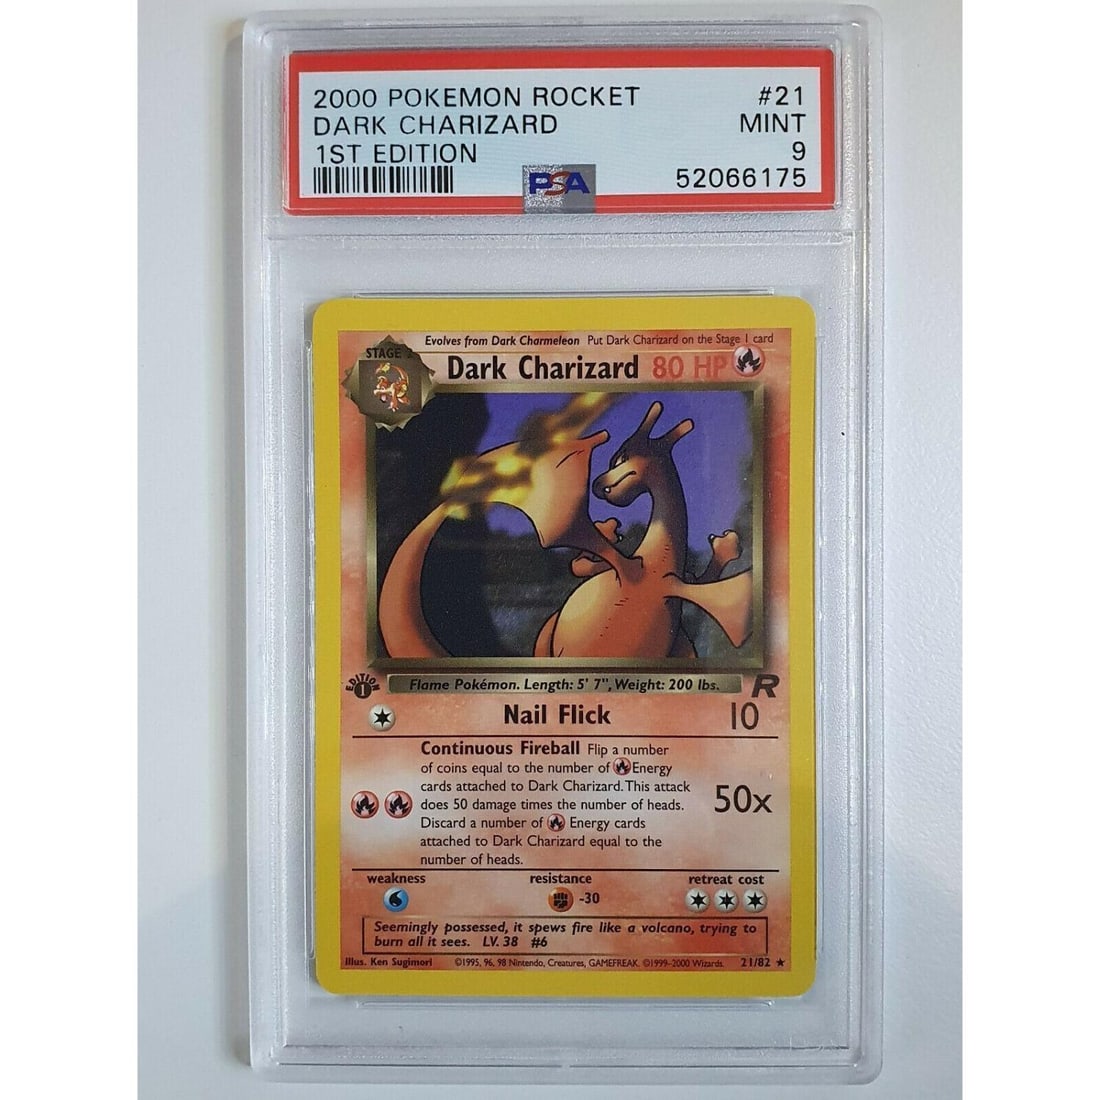 2000 POKEMON ROCKET #21
DARK CHARIZARD MINT
1ST EDITION 9
PSA 52066175
Evolves from Dark Charmeleon Put Dark Charizard on the Stage 1 card
STAGE 2
Dark Charizard 80 HP
EDITION
1
Flame Pokémon. Length: 5' 7", Weight: 200 lbs. R
Nail Flick 10
Continuous Fireball Flip a number
of coins equal to the number of Energy
cards attached to Dark Charizard. This attack
does 50 damage times the number of heads. 50x
Discard a number of Energy cards
attached to Dark Charizard equal to the
number of heads.
weakness resistance retreat cost
-30
Seemingly possessed, it spews fire like a volcano, trying to
burn all it sees. LV. 38 #6
Illus. Ken Sugimori ©1995, 96, 98 Nintendo, Creatures, GAMEFREAK. ©1999-2000 Wizards. 21/82 ★